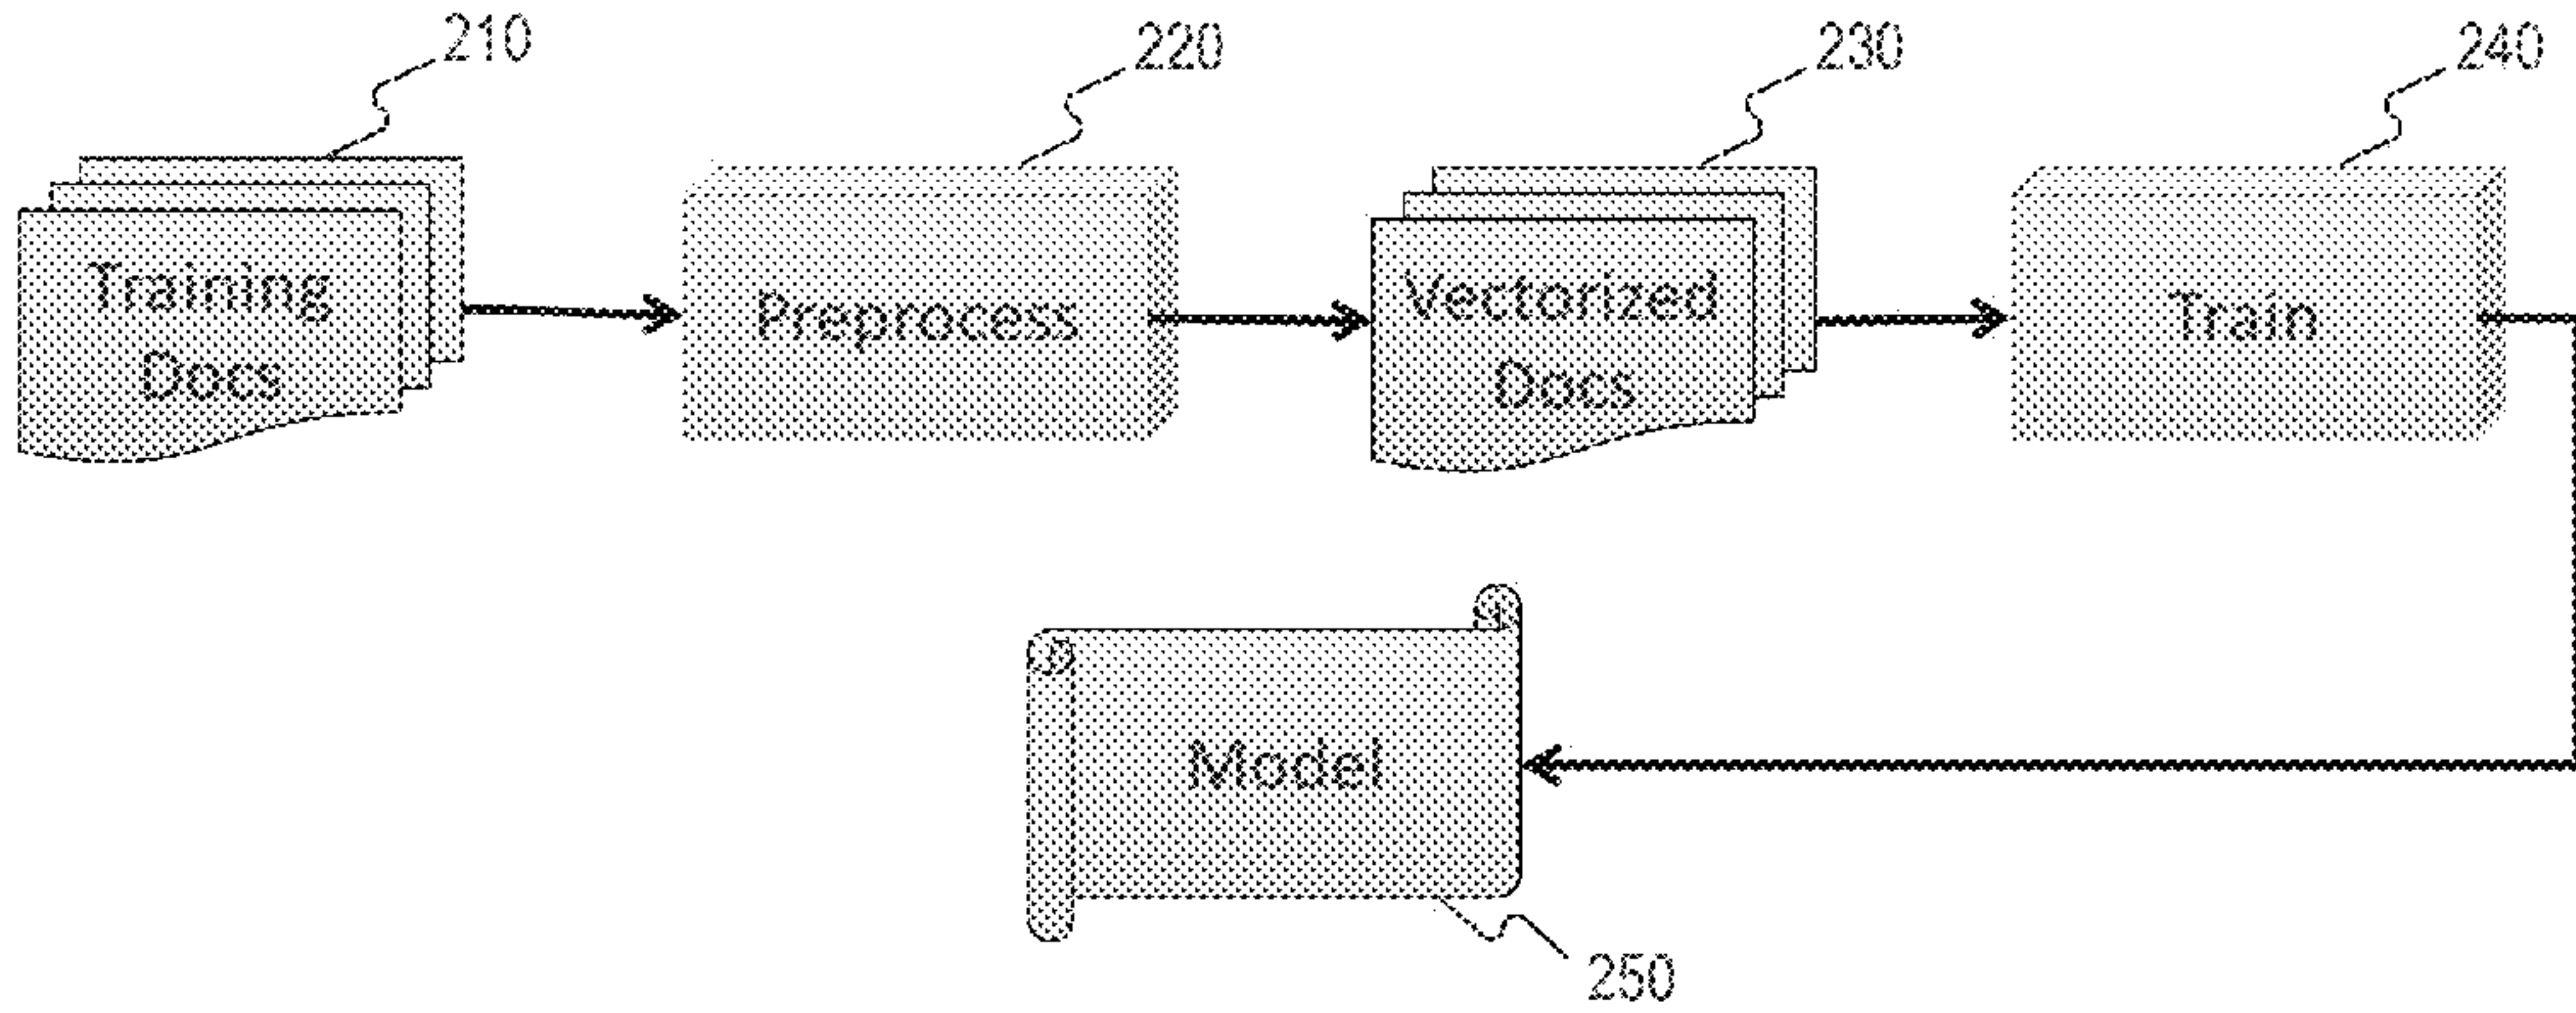 210
220
230
240
Training
Docs
Preprocess
Vectorized
Docs
Train
Model
250